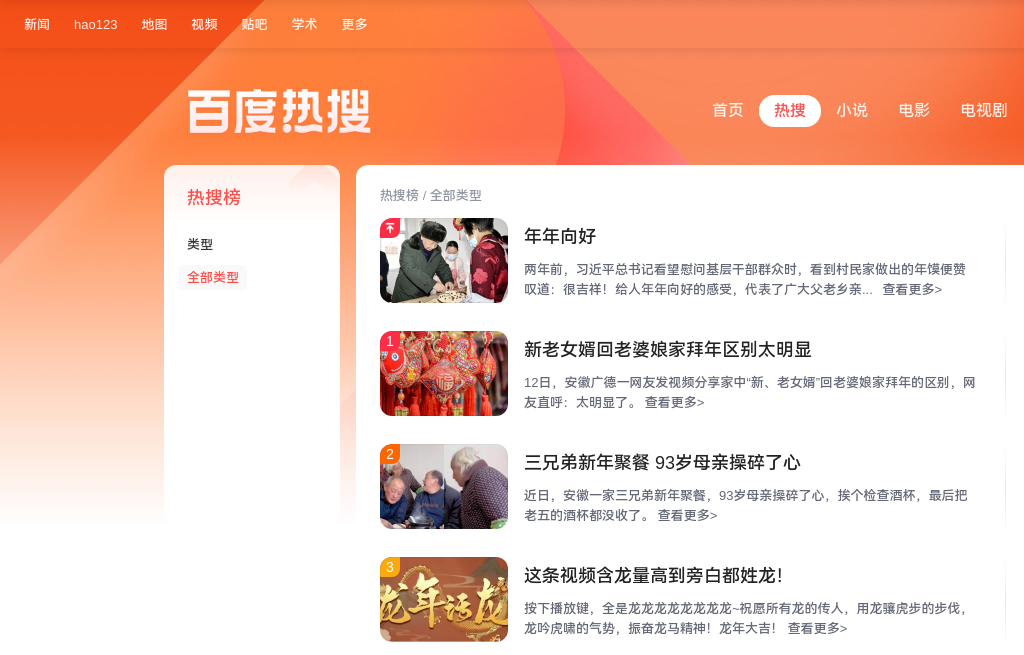 新闻 hao123 地图 视频 贴吧 学术 更多
百度热搜
首页 热搜 小说 电影 电视剧
热搜榜
类型
全部类型
热搜榜 / 全部类型
年年向好
两年前，习近平总书记看望慰问基层干部群众时，看到村民家做出的年馍便赞
叹道：很吉祥！给人年年向好的感受，代表了广大父老乡亲... 查看更多>
1
新老女婿回老婆娘家拜年区别太明显
12日，安徽广德一网友发视频分享家中“新、老女婿”回老婆娘家拜年的区别，网
友直呼：太明显了。 查看更多>
2
三兄弟新年聚餐 93岁母亲操碎了心
近日，安徽一家三兄弟新年聚餐，93岁母亲操碎了心，挨个检查酒杯，最后把
老五的酒杯都没收了。 查看更多>
3
龙年话龙
这条视频含龙量高到旁白都姓龙！
按下播放键，全是龙龙龙龙龙龙龙龙~祝愿所有龙的传人，用龙骧虎步的步伐，
龙吟虎啸的气势，振奋龙马精神！龙年大吉！ 查看更多>